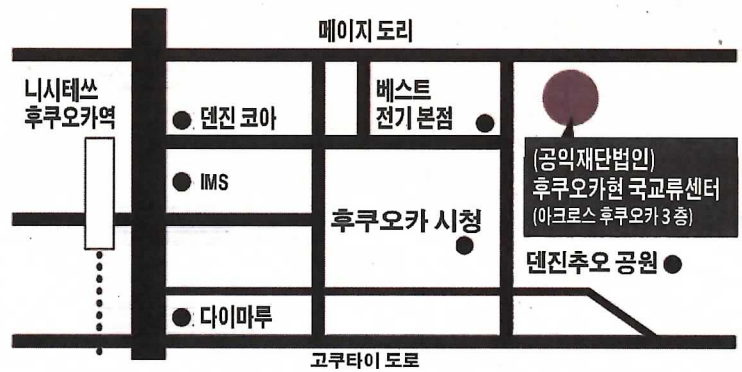 메이지 도리
니시테쓰
후쿠오카역
덴진 코아
베스트
전기 본점
IMS
(공익재단법인)
후쿠오카현 국교류센터
(아크로스 후쿠오카 3 층)
후쿠오카 시청
덴진추오 공원
다이마루
고쿠타이 도로